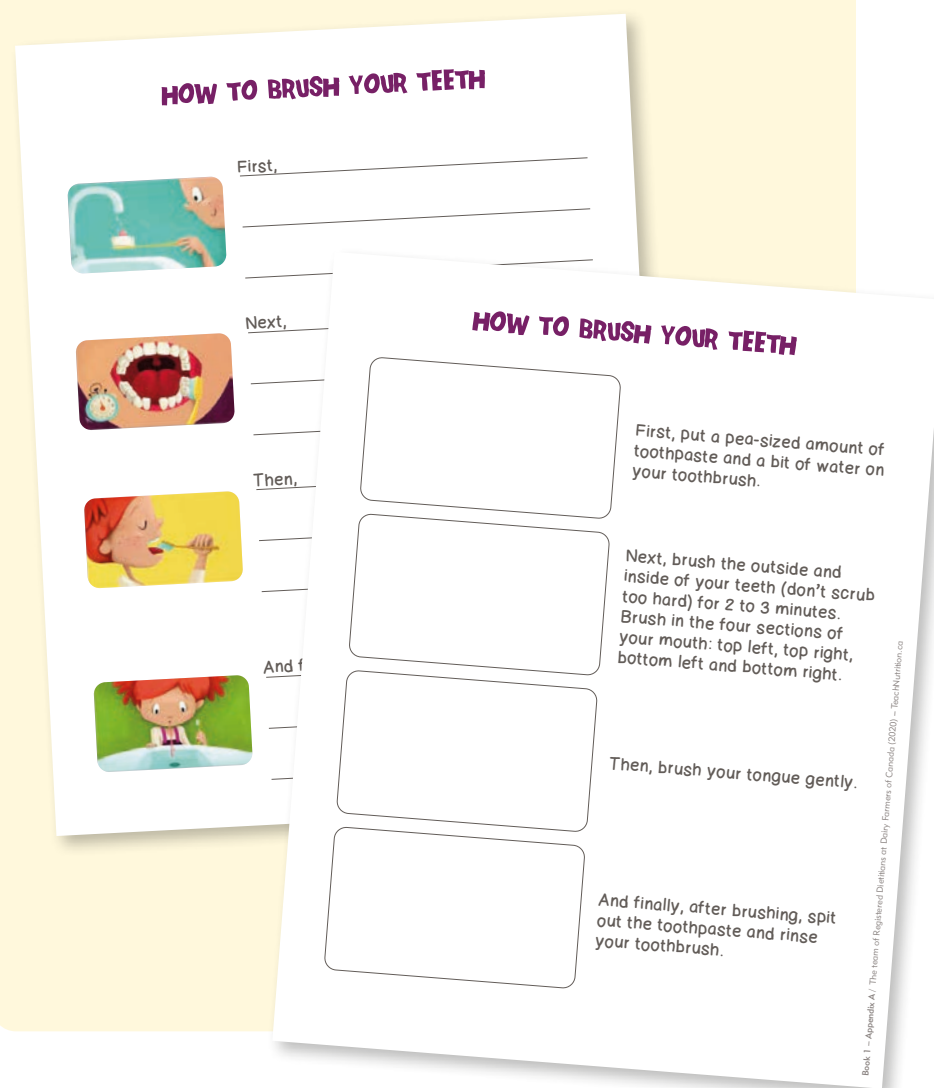 HOW TO BRUSH YOUR TEETH
First,
Next,
Then,
And f
HOW TO BRUSH YOUR TEETH
First, put a pea-sized amount of
toothpaste and a bit of water on
your toothbrush.
Next, brush the outside and
inside of your teeth (don't scrub
too hard) for 2 to 3 minutes.
Brush in the four sections of
your mouth: top left, top right,
bottom left and bottom right.
Then, brush your tongue gently.
And finally, after brushing, spit
out the toothpaste and rinse
your toothbrush.
Book 1 – Appendix A / The team of Registered Dietitians at Dairy Farmers of Canada (2020) – TeachNutrition.ca